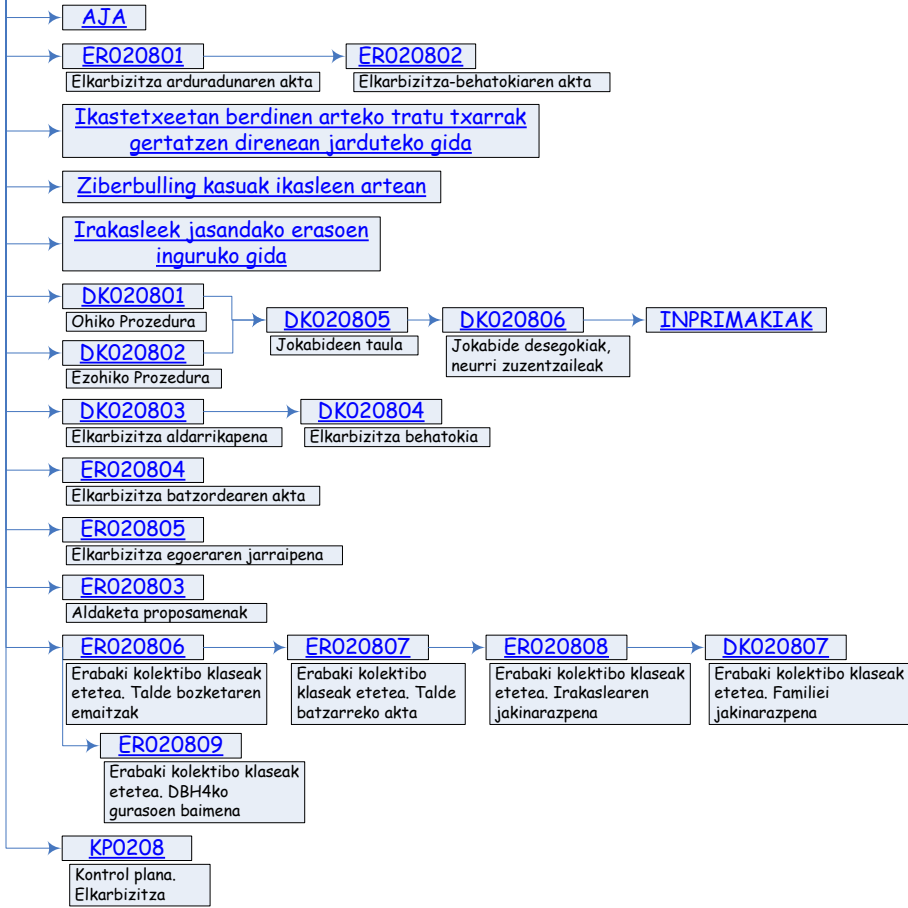 AJA
ER020801
Elkarbizitza arduradunaren akta
ER020802
Elkarbizitza-behatokiaren akta
Ikastetxeetan berdinen arteko tratu txarrak
gertatzen direnean jarduteko gida
Ziberbulling kasuak ikasleen artean
Irakasleek jasandako erasoen
inguruko gida
DK020801
Ohiko Prozedura
DK020802
Ezohiko Prozedura
DK020805
Jokabideen taula
DK020806
Jokabide desegokiak,
neurri zuzentzaileak
INPRIMAKIAK
DK020803
Elkarbizitza aldarrikapena
DK020804
Elkarbizitza behatokia
ER020804
Elkarbizitza batzordearen akta
ER020805
Elkarbizitza egoeraren jarraipena
ER020803
Aldaketa proposamenak
ER020806
Erabaki kolektibo klaseak
etetea. Talde bozketaren
emaitzak
ER020807
Erabaki kolektibo
klaseak etetea. Talde
batzarreko akta
ER020808
Erabaki kolektibo klaseak
etetea. Irakaslearen
jakinarazpena
DK020807
Erabaki kolektibo klaseak
etetea. Familiei
jakinarazpena
ER020809
Erabaki kolektibo klaseak
etetea. DBH4ko
gurasoen baimena
KP0208
Kontrol plana.
Elkarbizitza